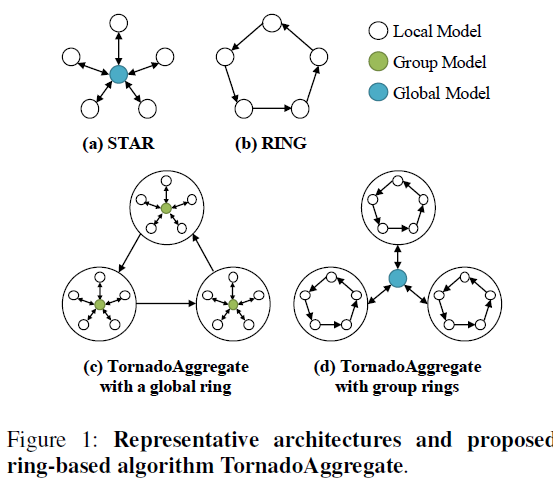 Local Model
Group Model
Global Model
(a) STAR
(b) RING
(c) TornadoAggregate
with a global ring
(d) TornadoAggregate
with group rings
Figure 1: Representative architectures and proposed
ring-based algorithm TornadoAggregate.